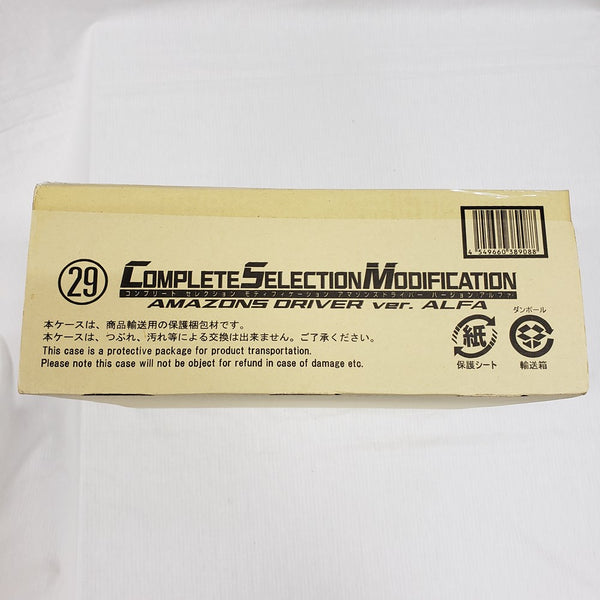 4 549660 389088
29
COMPLETE SELECTION MODIFICATION
コンプリート セレクション モディフィケーション アマゾンズドライバー バージョン アルファ
AMAZONS DRIVER ver. ALFA
本ケースは、商品輸送用の保護梱包材です。
本ケースは、つぶれ、汚れ等による交換は出来ません。ご了承ください。
This case is a protective package for product transportation.
Please note this case will not be object for refund in case of damage etc.
紙
保護シート
ダンボール
輸送箱